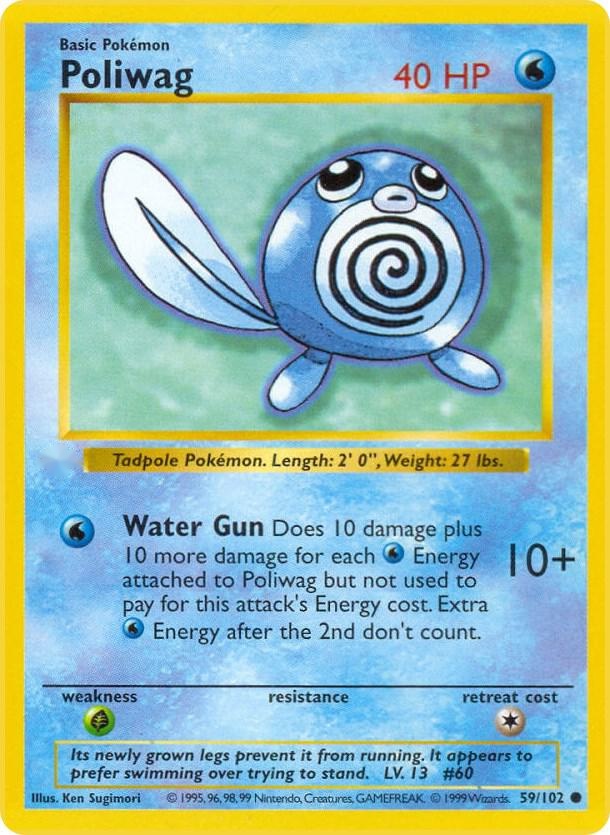 Basic Pokémon
Poliwag 40 HP
Tadpole Pokémon. Length: 2' 0", Weight: 27 lbs.
Water Gun Does 10 damage plus
10 more damage for each Energy
attached to Poliwag but not used to
pay for this attack's Energy cost. Extra
Energy after the 2nd don't count.
10+
weakness resistance retreat cost
Its newly grown legs prevent it from running. It appears to
prefer swimming over trying to stand. LV. 13 #60
Illus. Ken Sugimori © 1995, 96, 98, 99 Nintendo, Creatures, GAMEFREAK. © 1999 Wizards. 59/102